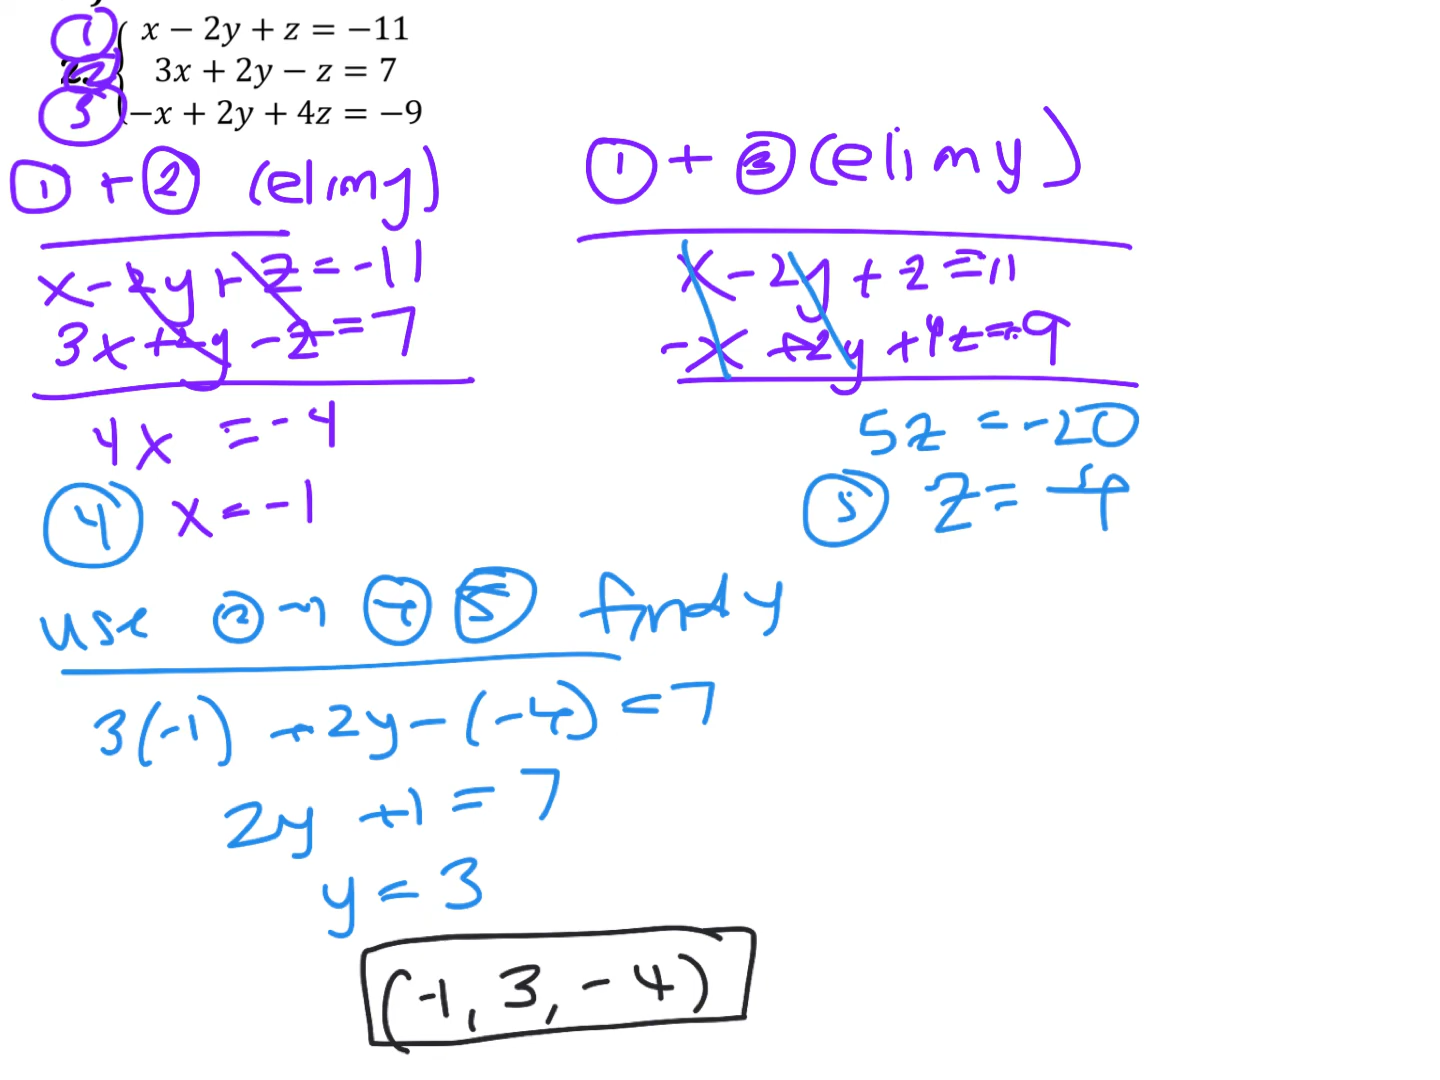 ① x − 2y + z = −11
② 3x + 2y − z = 7
③ −x + 2y + 4z = −9
① + ② (elim y)
x - 2y + z = -11
3x + 2y - z = 7
4x = -4
④ x = -1
① + ③ (elim y)
x - 2y + z = 11
-x + 2y + 4z = -9
5z = -20
⑤ z = -4
use ② ④ ⑤ find y
3(-1) + 2y - (-4) = 7
2y + 1 = 7
y = 3
(-1, 3, -4)